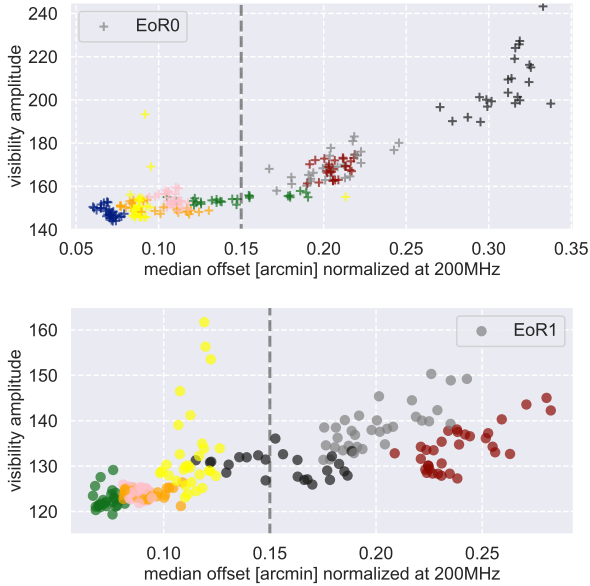 240
EoR0
220
200
180
160
140
visibility amplitude
0.05 0.10 0.15 0.20 0.25 0.30 0.35
median offset [arcmin] normalized at 200MHz
160
EoR1
150
140
130
120
visibility amplitude
0.10 0.15 0.20 0.25
median offset [arcmin] normalized at 200MHz